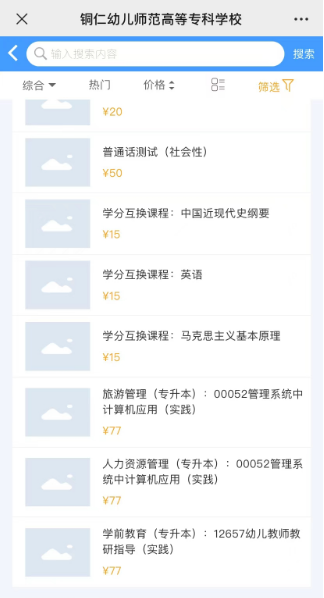 铜仁幼儿师范高等专科学校
输入搜索内容
搜索
综合
热门
价格
筛选
¥20
普通话测试（社会性）
¥50
学分互换课程：中国近现代史纲要
¥15
学分互换课程：英语
¥15
学分互换课程：马克思主义基本原理
¥15
旅游管理（专升本）：00052管理系统中
计算机应用（实践）
¥77
人力资源管理（专升本）：00052管理系
统中计算机应用（实践）
¥77
学前教育（专升本）：12657幼儿教师教
研指导（实践）
¥77